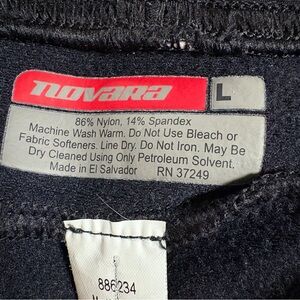 novara L
86% Nylon, 14% Spandex
Machine Wash Warm. Do Not Use Bleach or
Fabric Softeners. Line Dry. Do Not Iron. May Be
Dry Cleaned Using Only Petroleum Solvent.
Made in El Salvador RN 37249
886234